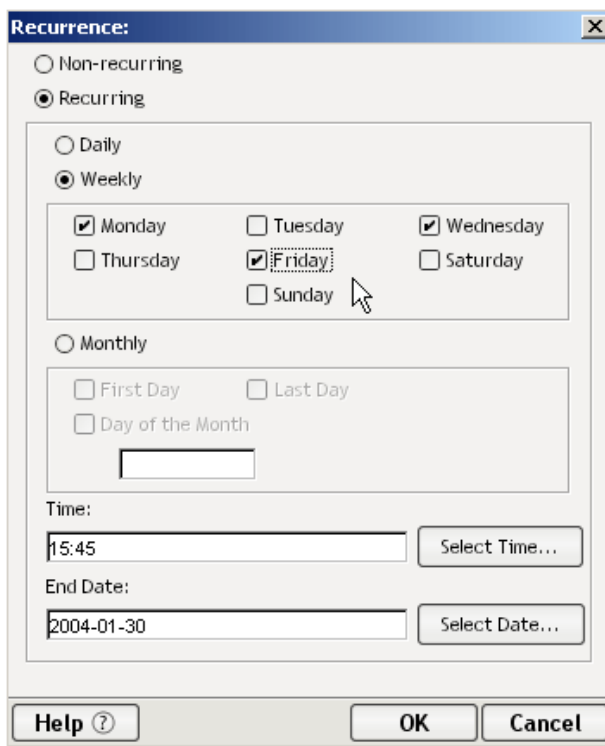 Recurrence:
Non-recurring
Recurring
Daily
Weekly
Monday Tuesday Wednesday
Thursday Friday Saturday
Sunday
Monthly
First Day Last Day
Day of the Month
Time:
15:45 Select Time...
End Date:
2004-01-30 Select Date...
Help ? OK Cancel